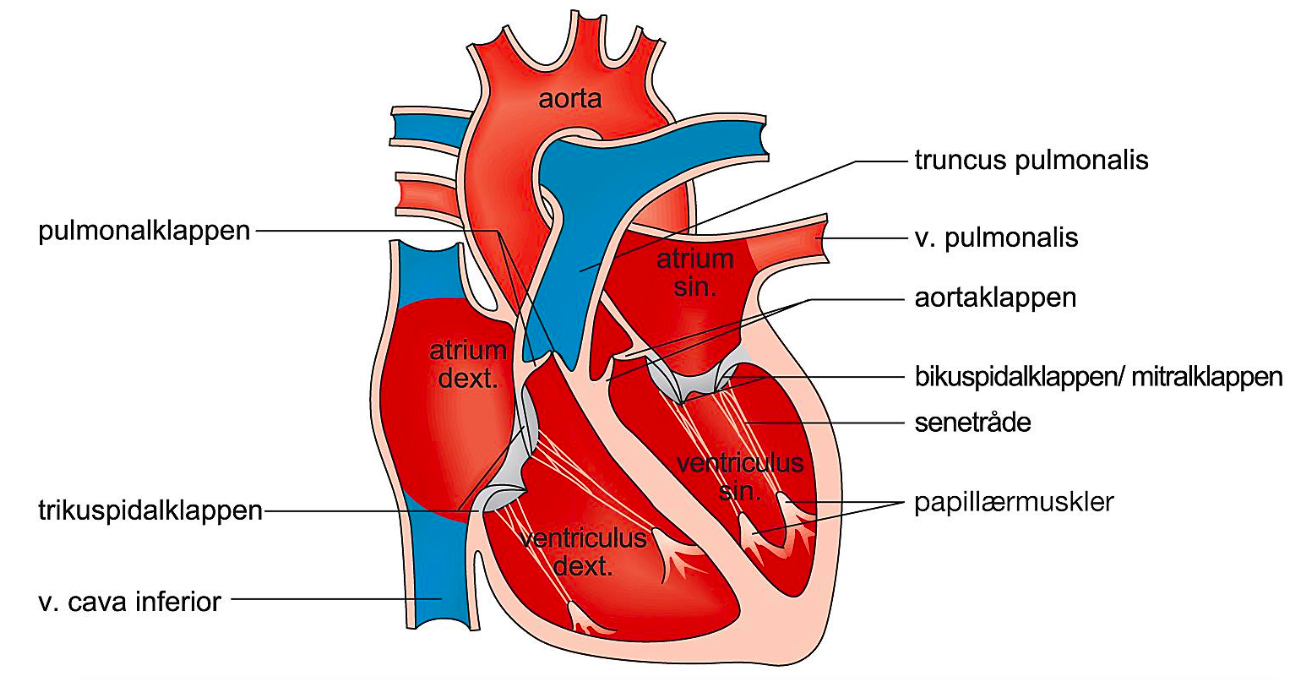 aorta
truncus pulmonalis
pulmonalklappen
v. pulmonalis
atrium
sin.
aortaklappen
atrium
dext.
bikuspidalklappen/ mitralklappen
senetråde
ventriculus
sin.
papillærmuskler
trikuspidalklappen
ventriculus
dext.
v. cava inferior